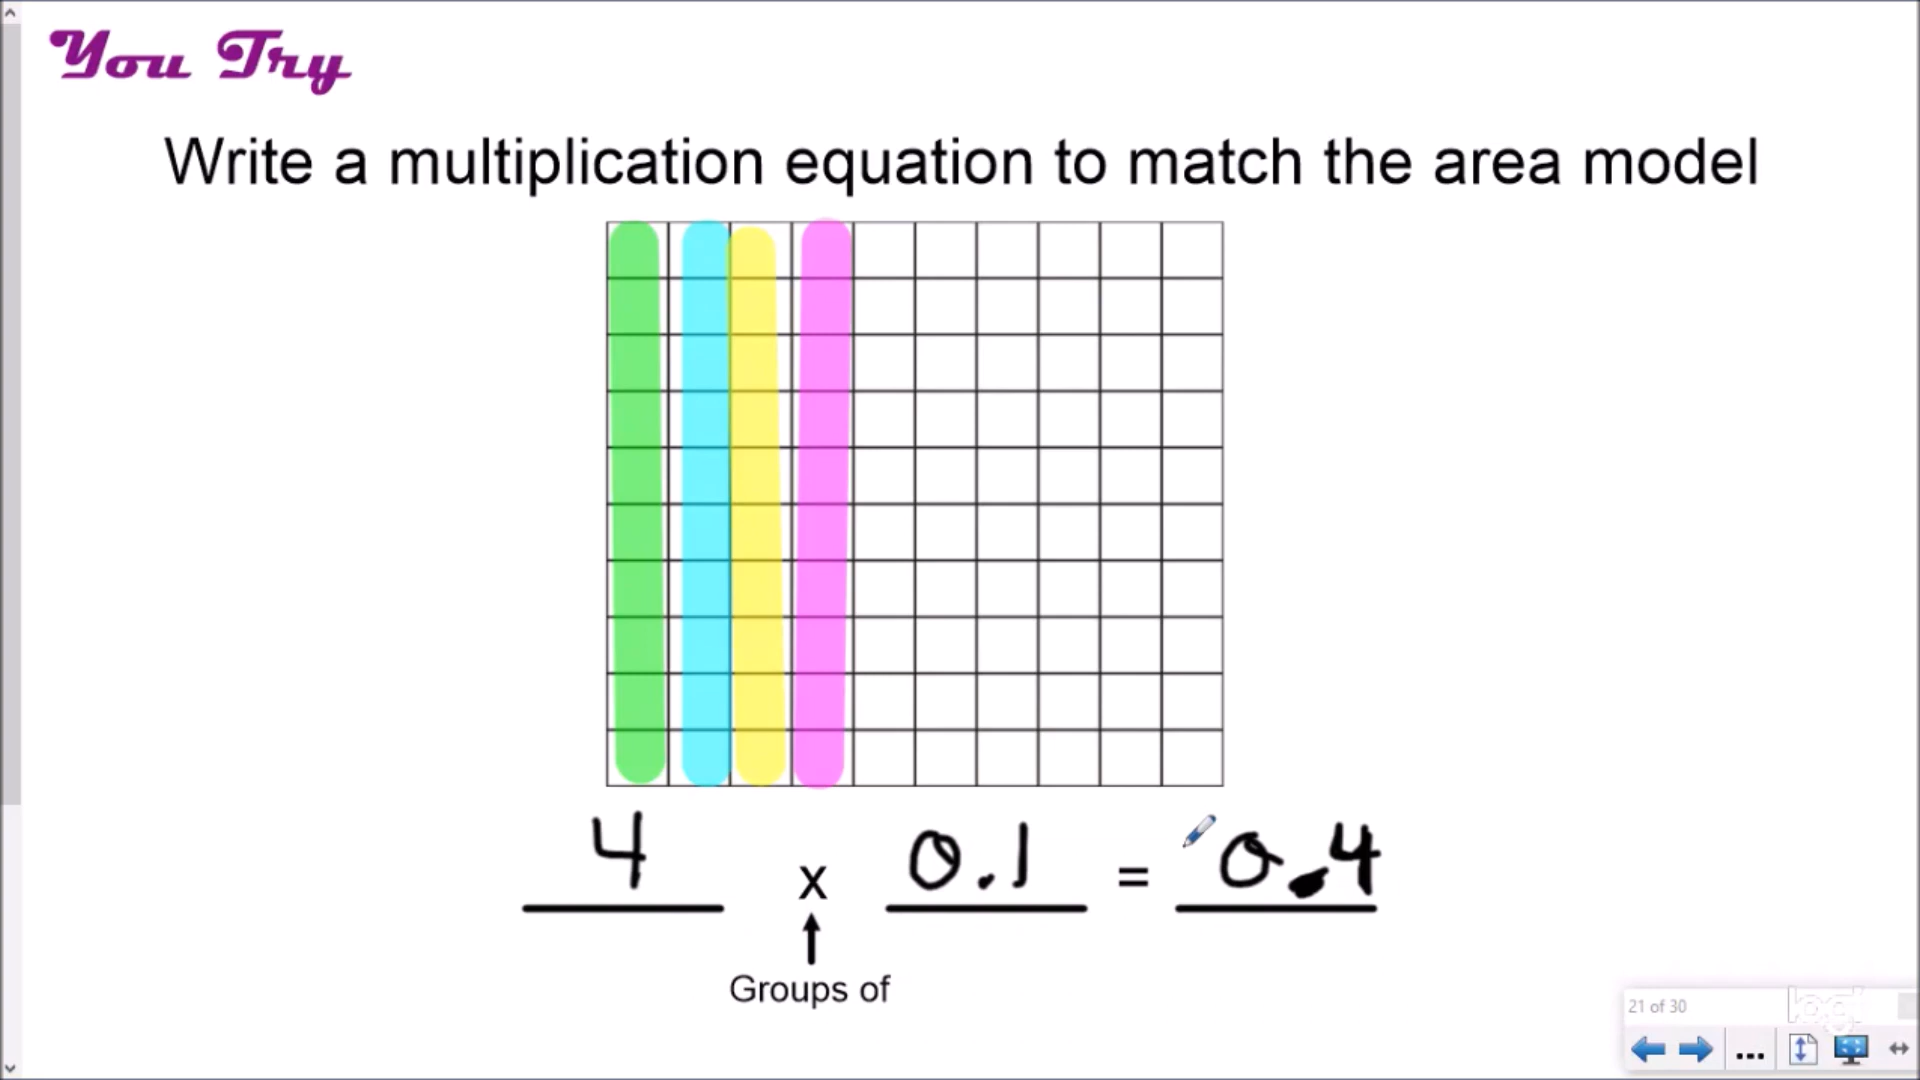 You Try
Write a multiplication equation to match the area model
4 x 0.1 = 0.4
Groups of
21 of 30
logi
...